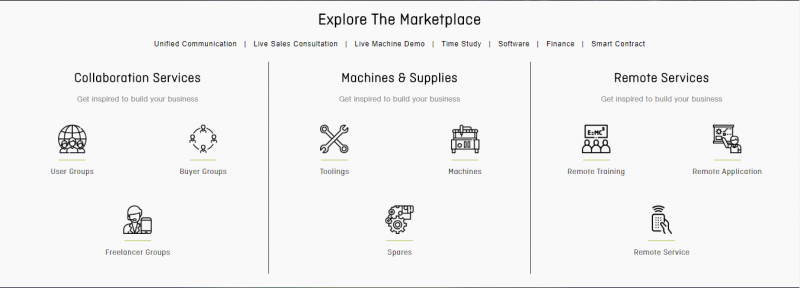 Explore The Marketplace
Unified Communication | Live Sales Consultation | Live Machine Demo | Time Study | Software | Finance | Smart Contract
Collaboration Services
Get inspired to build your business
User Groups
Buyer Groups
Freelancer Groups
Machines & Supplies
Get inspired to build your business
Toolings
Machines
Spares
Remote Services
Get inspired to build your business
E=MC²
Remote Training
Remote Application
Remote Service